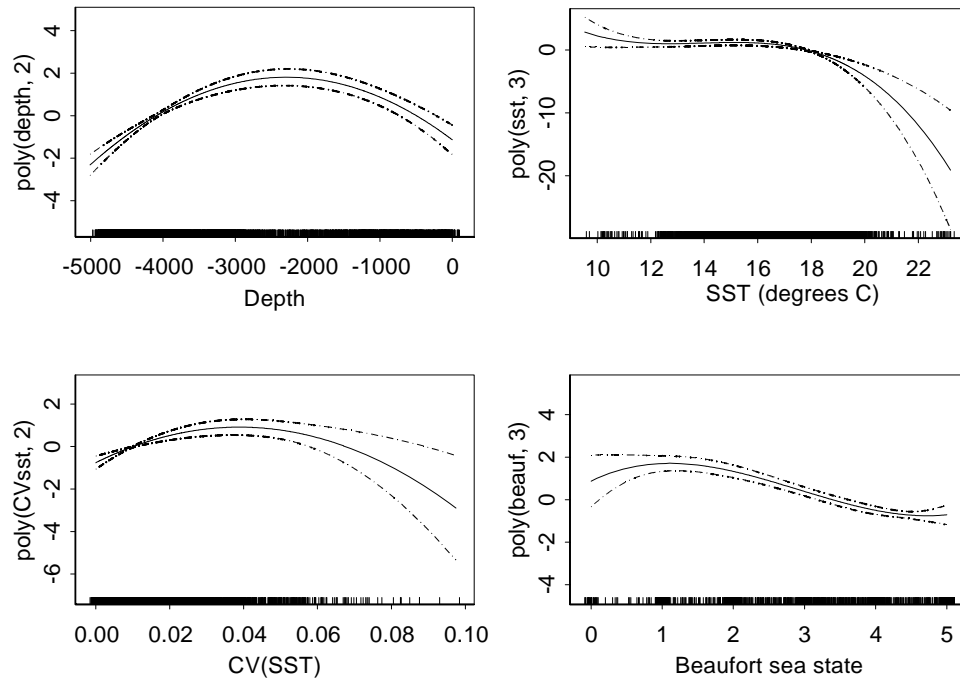 poly(depth, 2)
2
0
-2
-4
-5000 -4000 -3000 -2000 -1000 0
Depth
poly(sst, 3)
0
-10
-20
10 12 14 16 18 20 22
SST (degrees C)
poly(CVsst, 2)
2
0
-2
-4
-6
0.00 0.02 0.04 0.06 0.08 0.10
CV(SST)
poly(beauf, 3)
4
2
0
-2
-4
0 1 2 3 4 5
Beaufort sea state